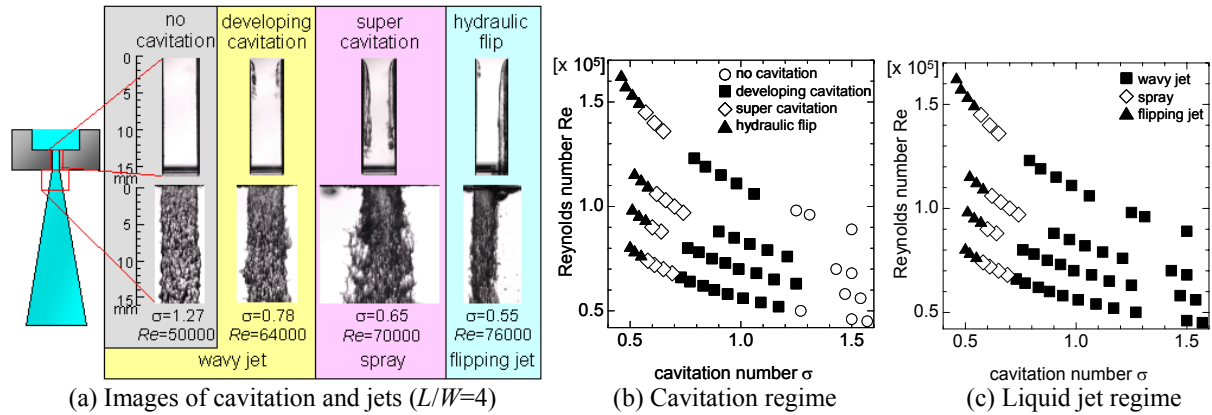 no
cavitation
developing
cavitation
super
cavitation
hydraulic
flip
0
5
10
15
mm
0
5
10
15
mm
σ=1.27
Re=50000
σ=0.78
Re=64000
σ=0.65
Re=70000
σ=0.55
Re=76000
wavy jet
spray
flipping jet
(a) Images of cavitation and jets (L/W=4)
[x 10⁵]
Reynolds number Re
1.5
1.0
0.5
0.5
1.0
1.5
no cavitation
developing cavitation
super cavitation
hydraulic flip
cavitation number σ
(b) Cavitation regime
[x 10⁵]
Reynolds number Re
1.5
1.0
0.5
0.5
1.0
1.5
wavy jet
spray
flipping jet
cavitation number σ
(c) Liquid jet regime